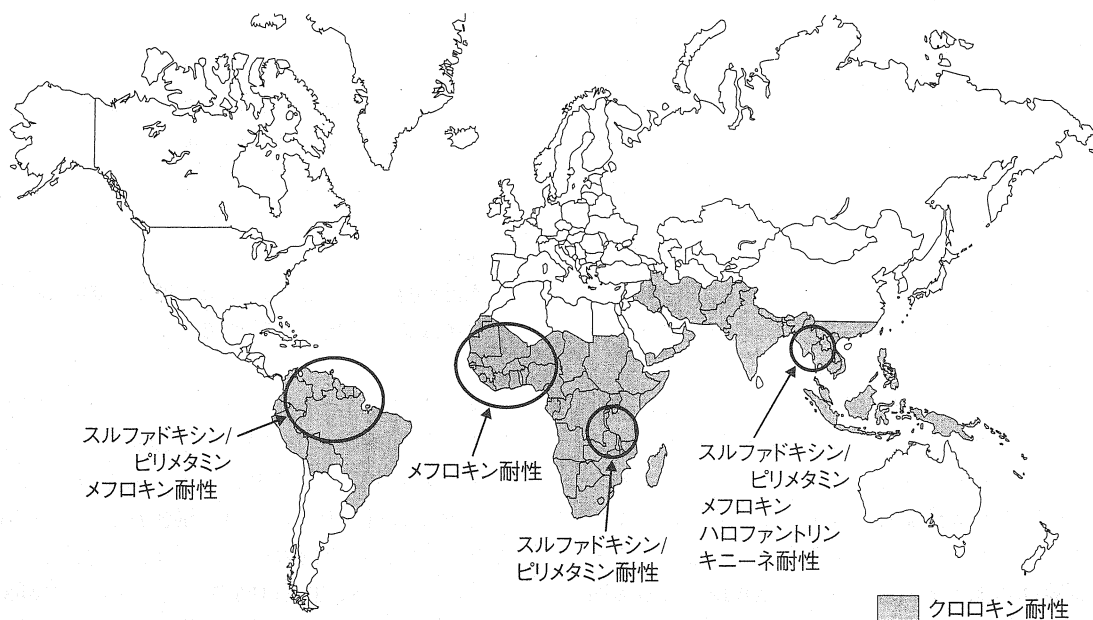 スルファドキシン/
ピリメタミン
メフロキン耐性
メフロキン耐性
スルファドキシン/
ピリメタミン耐性
スルファドキシン/
ピリメタミン
メフロキン
ハロファントリン
キニーネ耐性
クロロキン耐性